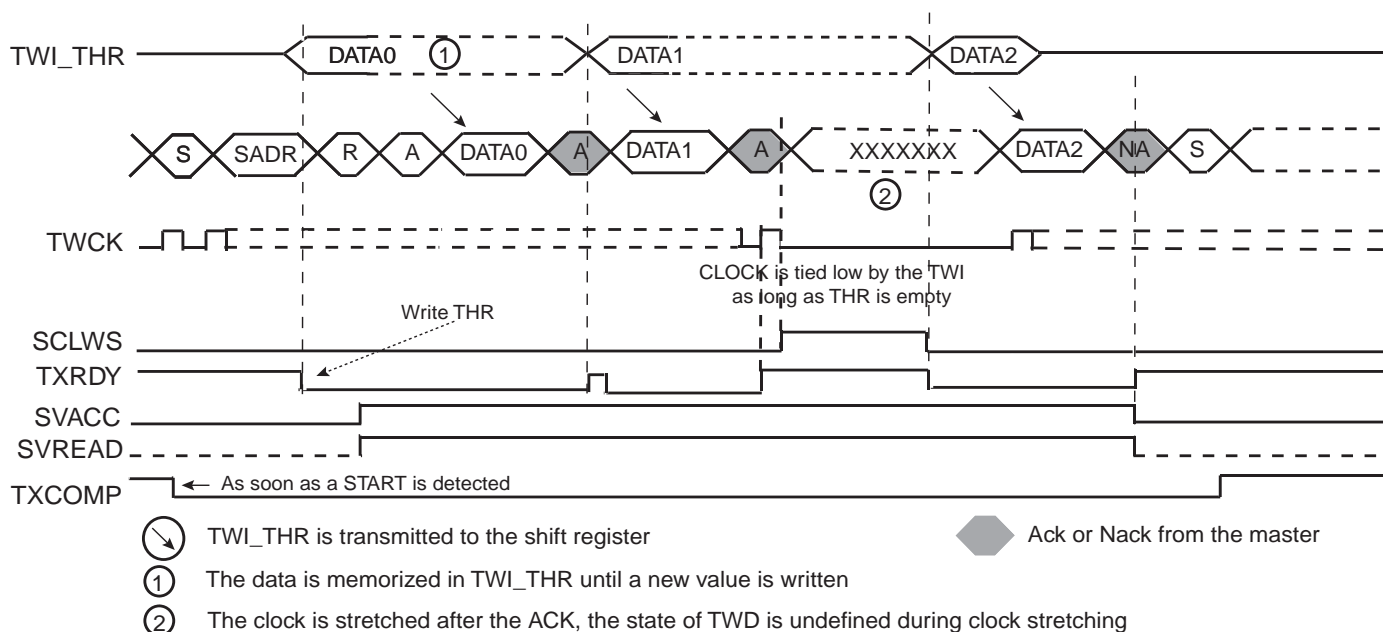 TWI_THR DATA0 1 DATA1 DATA2
S SADR R A DATA0 A DATA1 A XXXXXXX DATA2 NA S
2
TWCK
CLOCK is tied low by the TWI
as long as THR is empty
Write THR
SCLWS
TXRDY
SVACC
SVREAD
TXCOMP As soon as a START is detected
TWI_THR is transmitted to the shift register Ack or Nack from the master
1 The data is memorized in TWI_THR until a new value is written
2 The clock is stretched after the ACK, the state of TWD is undefined during clock stretching